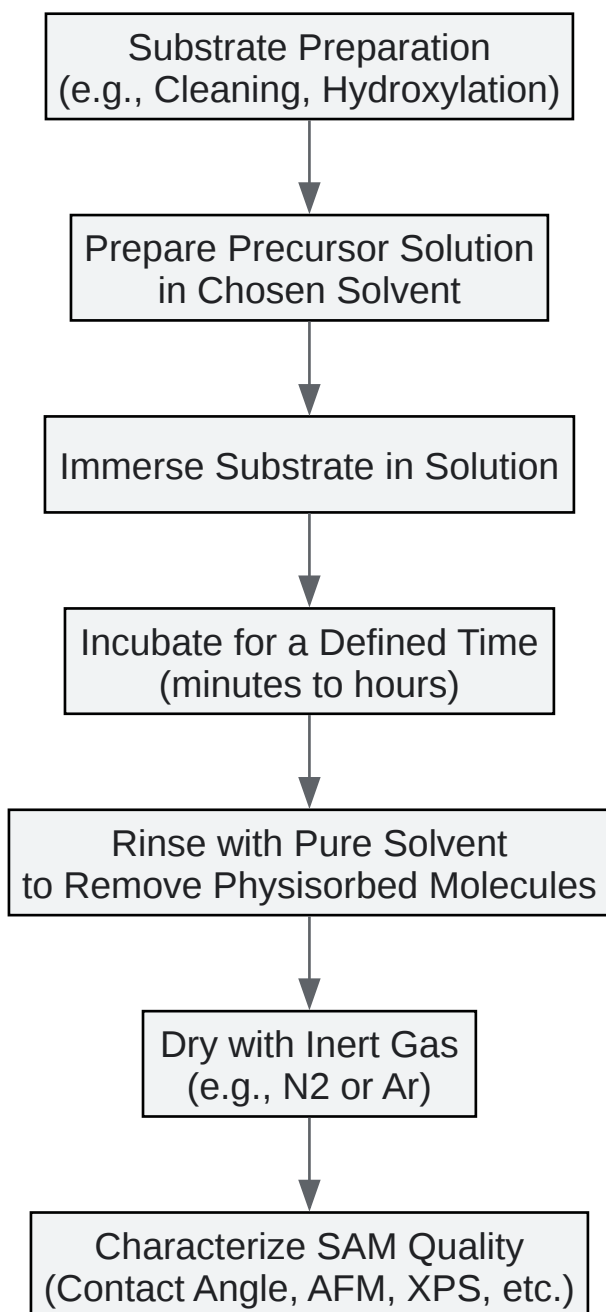 Substrate Preparation
(e.g., Cleaning, Hydroxylation)
Prepare Precursor Solution
in Chosen Solvent
Immerse Substrate in Solution
Incubate for a Defined Time
(minutes to hours)
Rinse with Pure Solvent
to Remove Physisorbed Molecules
Dry with Inert Gas
(e.g., N2 or Ar)
Characterize SAM Quality
(Contact Angle, AFM, XPS, etc.)